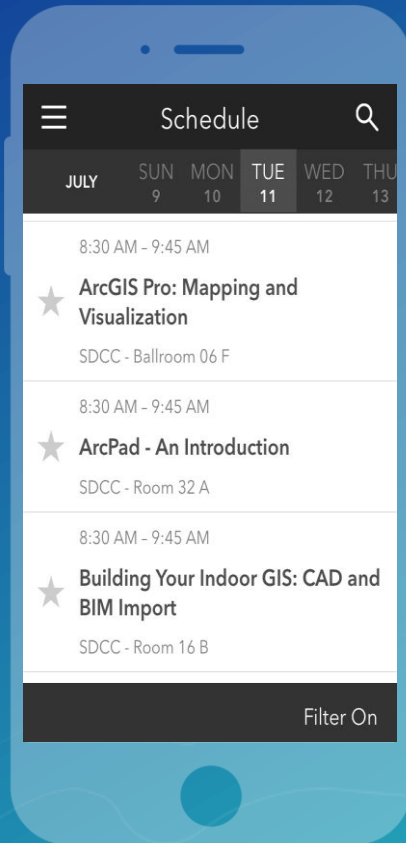 Schedule
JULY SUN MON TUE WED THU
9 10 11 12 13
8:30 AM – 9:45 AM
ArcGIS Pro: Mapping and
Visualization
SDCC - Ballroom 06 F
8:30 AM – 9:45 AM
ArcPad - An Introduction
SDCC - Room 32 A
8:30 AM – 9:45 AM
Building Your Indoor GIS: CAD and
BIM Import
SDCC - Room 16 B
Filter On